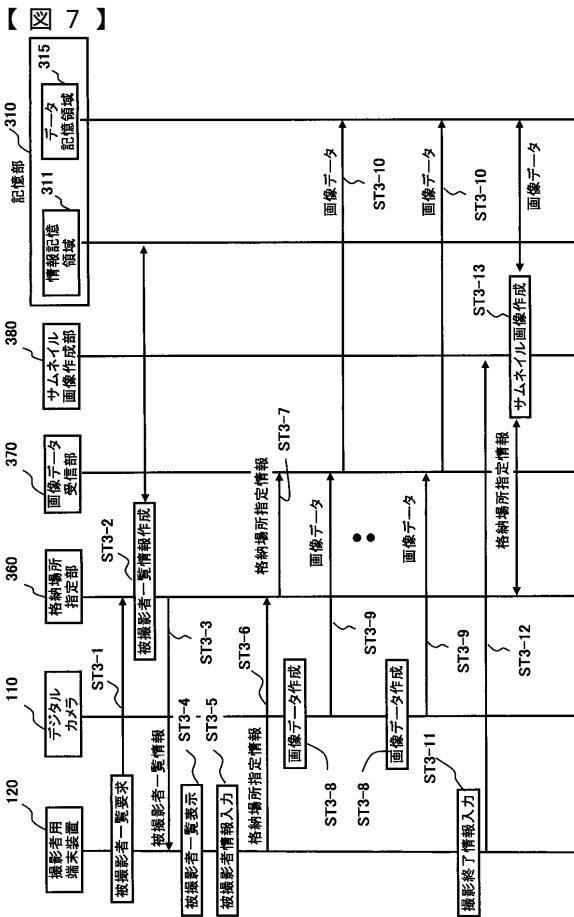 【図７】
120
撮影者用
端末装置
110
デジタル
カメラ
360
格納場所
指定部
370
画像データ
受信部
380
サムネイル
画像作成部
310
記憶部
311
情報記憶
領域
315
データ
記憶領域
被撮影者一覧要求
ST3-1
ST3-2
被撮影者一覧情報作成
被撮影者一覧情報
ST3-3
被撮影者一覧表示
ST3-4
被撮影者情報入力
ST3-5
格納場所指定情報
ST3-6
格納場所指定情報
ST3-7
画像データ作成
ST3-8
画像データ
ST3-9
画像データ
ST3-10
画像データ作成
ST3-8
画像データ
ST3-9
画像データ
ST3-10
撮影終了情報入力
ST3-11
ST3-12
格納場所指定情報
サムネイル画像作成
ST3-13
画像データ